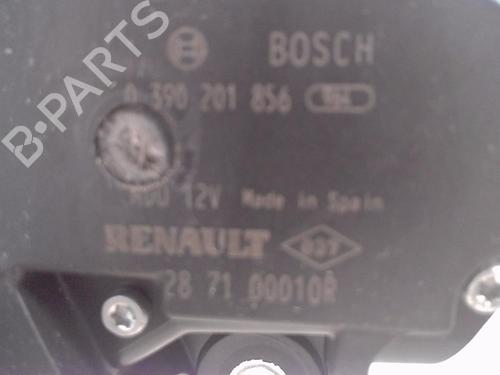 B-PARTS
BOSCH
0 390 201 856
12V Made in Spain
RENAULT
28 71 00010R